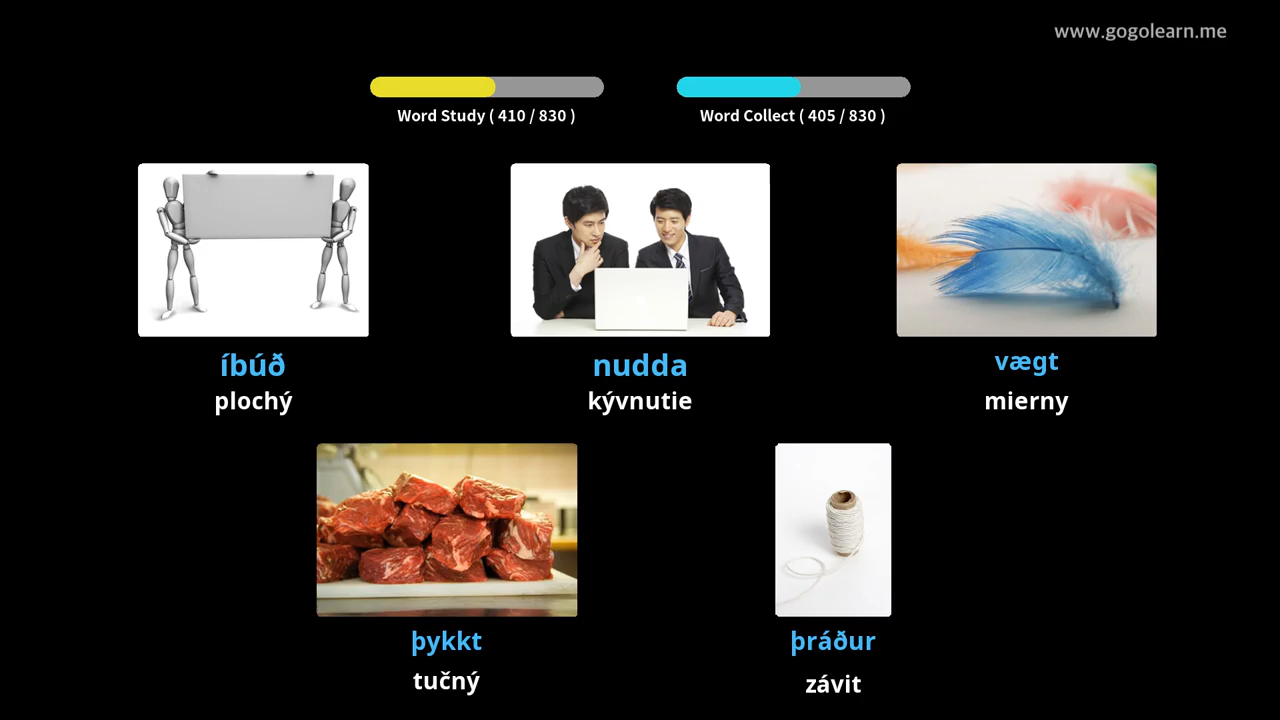 www.gogolearn.me
Word Study ( 410 / 830 )
Word Collect ( 405 / 830 )
íbúð
plochý
nudda
kývnutie
vægt
mierny
þykkt
tučný
þráður
závit